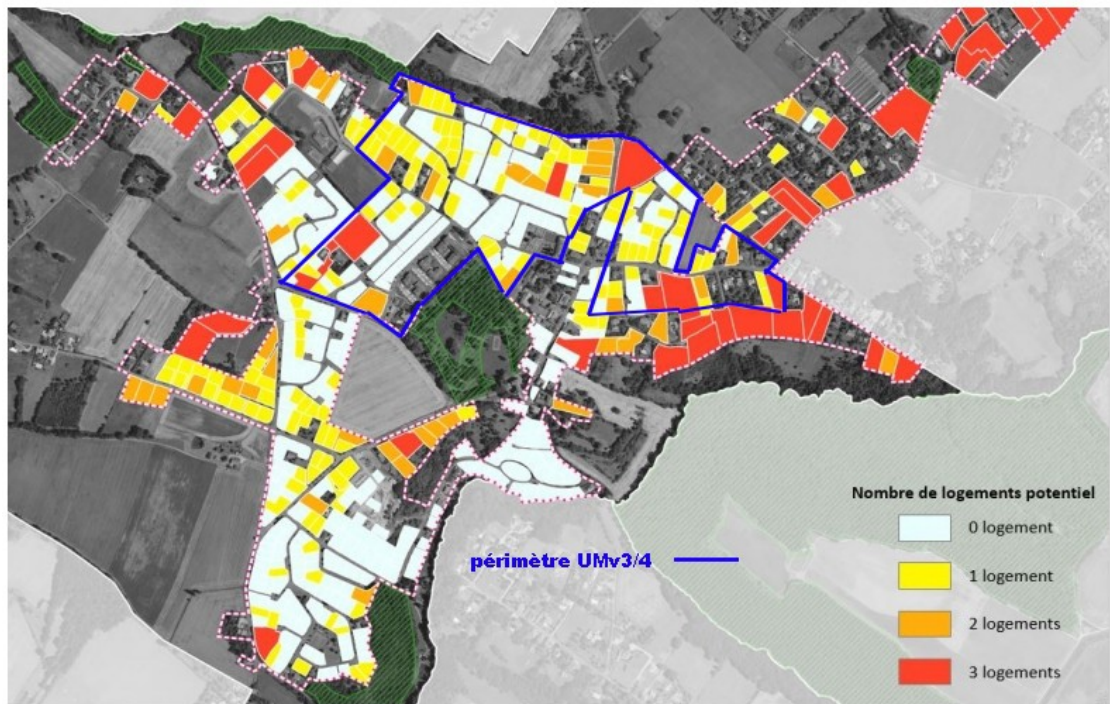 Nombre de logements potentiel
0 logement
périmètre UMv3/4
1 logement
2 logements
3 logements